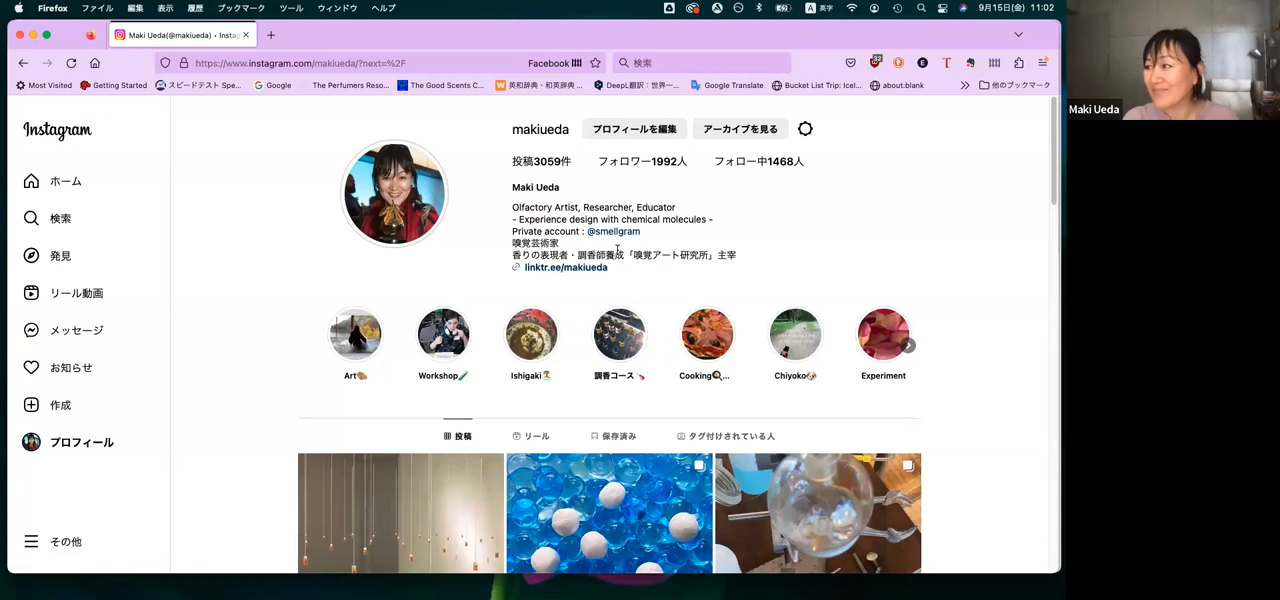 Firefox ファイル 編集 表示 履歴 ブックマーク ツール ウィンドウ ヘルプ
A 英字
9月15日(金) 11:02
Maki Ueda(@makiueda) • Insta
https://www.instagram.com/makiueda/?next=%2F
Facebook
検索
32
Most Visited
Getting Started
スピードテスト Spe...
Google
The Perfumers Reso...
The Good Scents C...
英和辞典・和英辞典 ...
DeepL翻訳：世界一...
Google Translate
Bucket List Trip: Icel...
about:blank
他のブックマーク
Maki Ueda
Instagram
ホーム
検索
発見
リール動画
メッセージ
お知らせ
作成
プロフィール
その他
makiueda
プロフィールを編集
アーカイブを見る
投稿3059件 フォロワー1992人 フォロー中1468人
Maki Ueda
Olfactory Artist, Researcher, Educator
- Experience design with chemical molecules -
Private account : @smellgram
嗅覚芸術家
香りの表現者・調香師養成「嗅覚アート研究所」主宰
linktr.ee/makiueda
Art🎨
Workshop🧪
Ishigaki🏝️
調香コース
Cooking🍳...
Chiyoko🐶
Experiment
投稿
リール
保存済み
タグ付けされている人